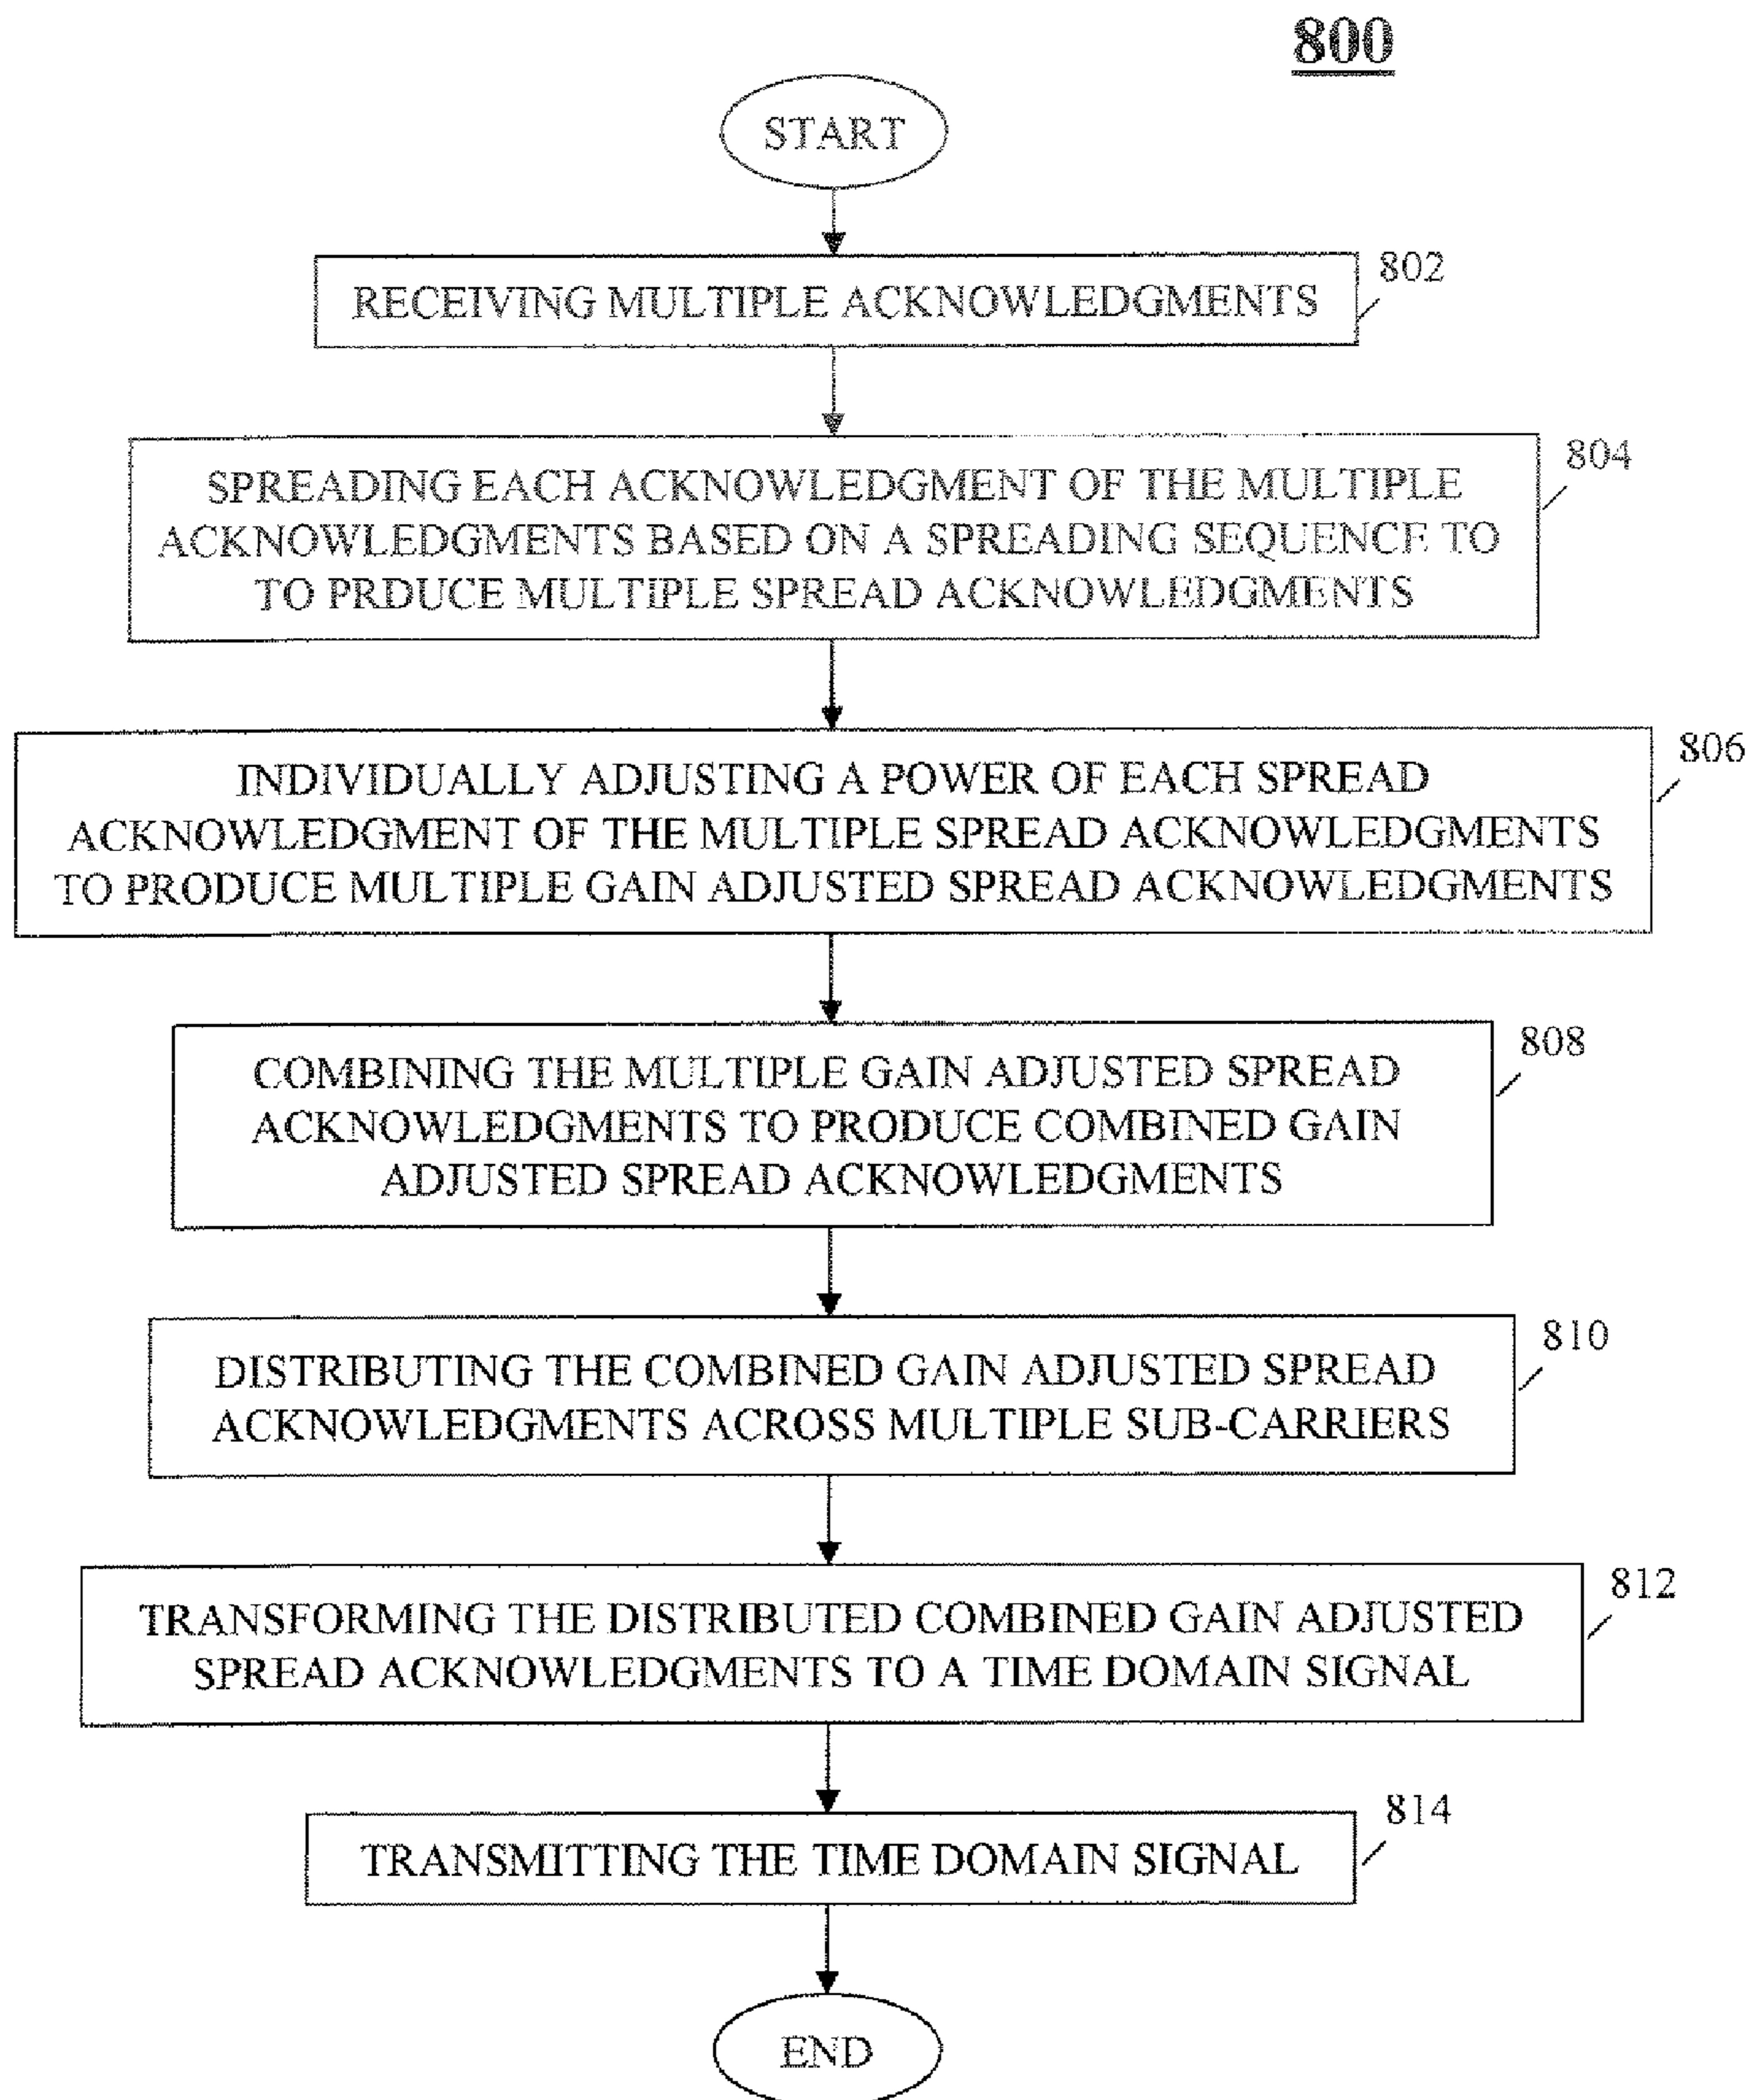 800
START
RECEIVING MULTIPLE ACKNOWLEDGMENTS
802
SPREADING EACH ACKNOWLEDGMENT OF THE MULTIPLE
ACKNOWLEDGMENTS BASED ON A SPREADING SEQUENCE TO
TO PRDUCE MULTIPLE SPREAD ACKNOWLEDGMENTS
804
INDIVIDUALLY ADJUSTING A POWER OF EACH SPREAD
ACKNOWLEDGMENT OF THE MULTIPLE SPREAD ACKNOWLEDGMENTS
TO PRODUCE MULTIPLE GAIN ADJUSTED SPREAD ACKNOWLEDGMENTS
806
COMBINING THE MULTIPLE GAIN ADJUSTED SPREAD
ACKNOWLEDGMENTS TO PRODUCE COMBINED GAIN
ADJUSTED SPREAD ACKNOWLEDGMENTS
808
DISTRIBUTING THE COMBINED GAIN ADJUSTED SPREAD
ACKNOWLEDGMENTS ACROSS MULTIPLE SUB-CARRIERS
810
TRANSFORMING THE DISTRIBUTED COMBINED GAIN ADJUSTED
SPREAD ACKNOWLEDGMENTS TO A TIME DOMAIN SIGNAL
812
TRANSMITTING THE TIME DOMAIN SIGNAL
814
END